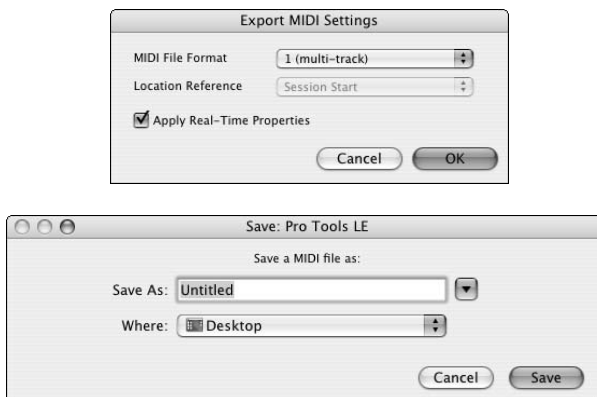 Export MIDI Settings
MIDI File Format 1 (multi-track)
Location Reference Session Start
Apply Real-Time Properties
Cancel OK
Save: Pro Tools LE
Save a MIDI file as:
Save As: Untitled
Where: Desktop
Cancel Save